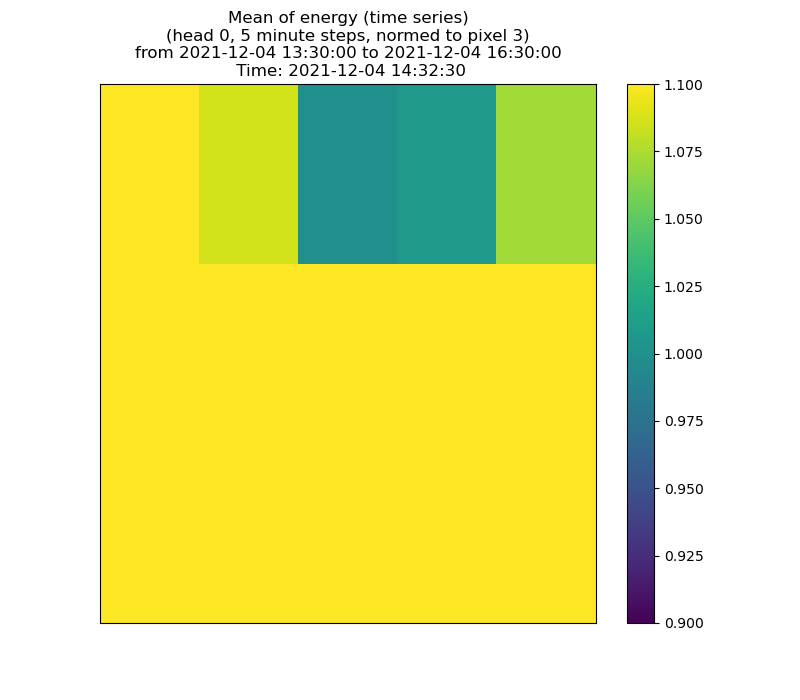 Mean of energy (time series)
(head 0, 5 minute steps, normed to pixel 3)
from 2021-12-04 13:30:00 to 2021-12-04 16:30:00
Time: 2021-12-04 14:32:30
1.100
1.075
1.050
1.025
1.000
0.975
0.950
0.925
0.900